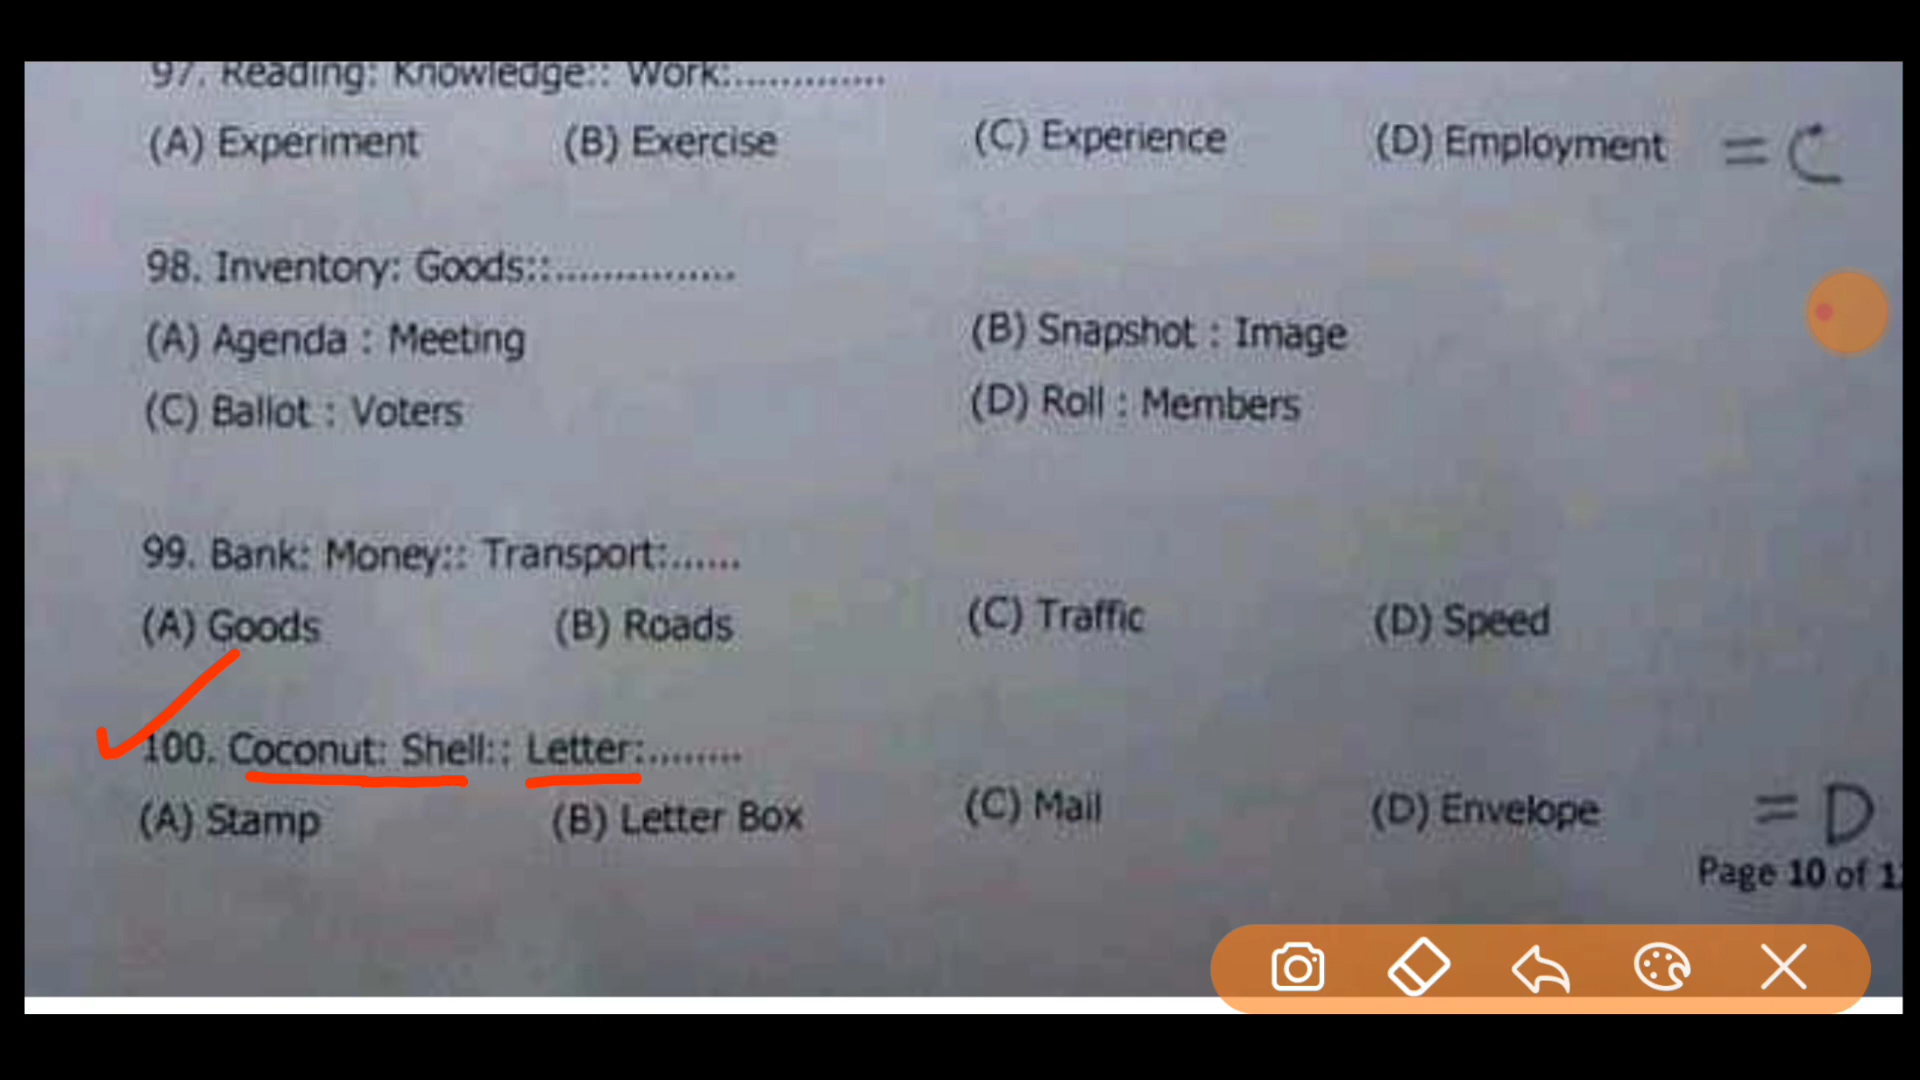 97. Reading: Knowledge:: Work:.............
(A) Experiment (B) Exercise (C) Experience (D) Employment = C
98. Inventory: Goods::...............
(A) Agenda : Meeting (B) Snapshot : Image
(C) Ballot : Voters (D) Roll : Members
99. Bank: Money:: Transport:......
(A) Goods (B) Roads (C) Traffic (D) Speed
100. Coconut: Shell:: Letter:.........
(A) Stamp (B) Letter Box (C) Mail (D) Envelope = D
Page 10 of